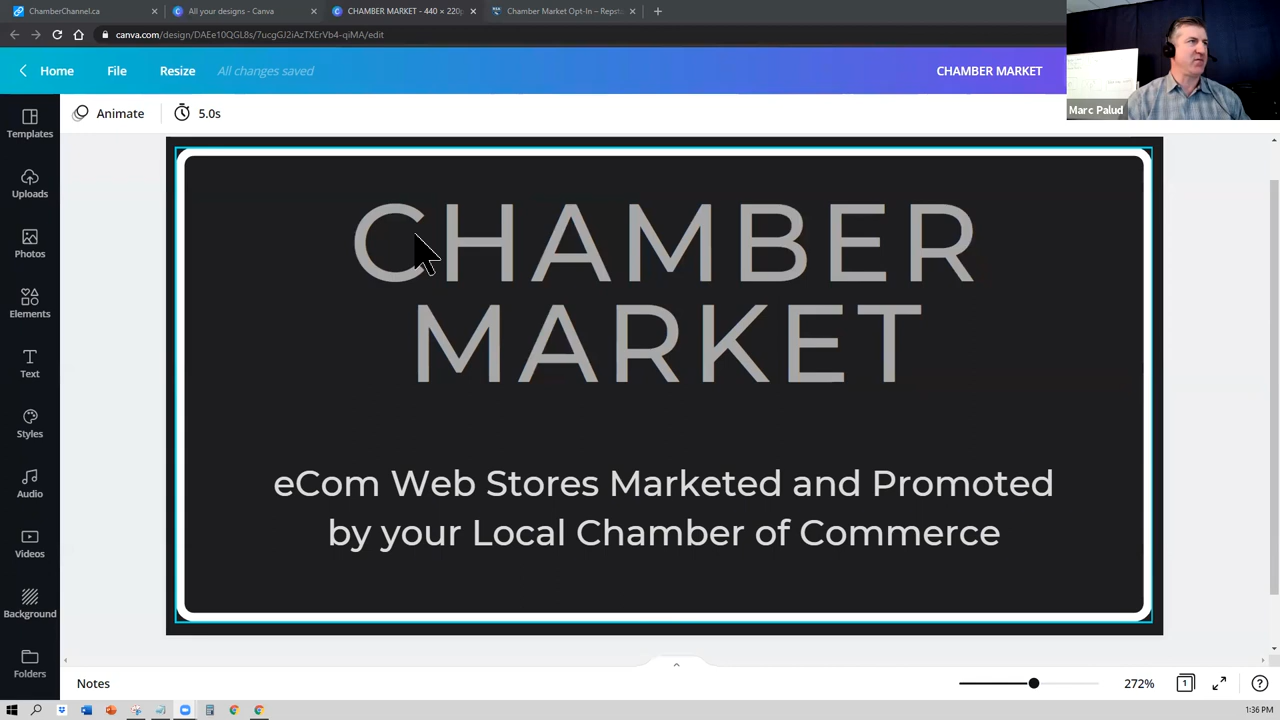 ChamberChannel.ca
All your designs - Canva
CHAMBER MARKET - 440 × 220p
Chamber Market Opt-In – Repst
canva.com/design/DAEe10QGL8s/7ucgGJ2iAzTXErVb4-qiMA/edit
Home
File
Resize
All changes saved
CHAMBER MARKET
Marc Palud
Animate
5.0s
Templates
Uploads
Photos
Elements
Text
Styles
Audio
Videos
Background
Folders
CHAMBER
MARKET
eCom Web Stores Marketed and Promoted
by your Local Chamber of Commerce
Notes
272%
1
1:36 PM